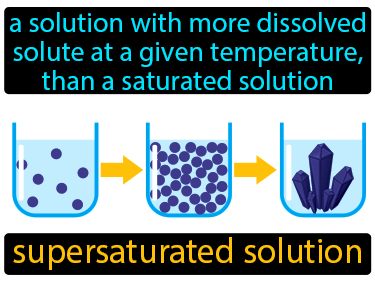 a solution with more dissolved
solute at a given temperature,
than a saturated solution
supersaturated solution